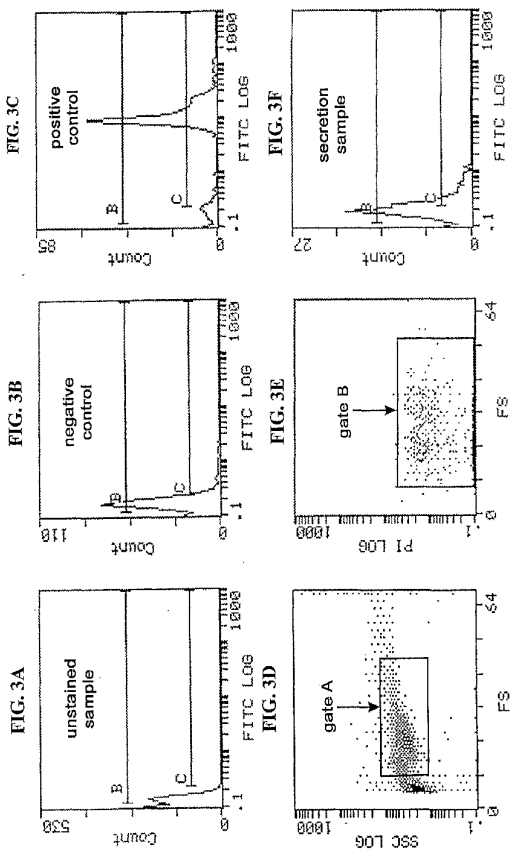 FIG. 3A
530
Count
0
unstained
sample
B
C
.1
1000
FITC LOG
FIG. 3B
110
Count
0
negative
control
B
C
.1
1000
FITC LOG
FIG. 3C
85
Count
0
positive
control
B
C
.1
1000
FITC LOG
FIG. 3D
1000
SSC LOG
.1
gate A
0
64
FS
FIG. 3E
1000
PI LOG
.1
gate B
0
64
FS
FIG. 3F
27
Count
0
secretion
sample
B
C
.1
1000
FITC LOG